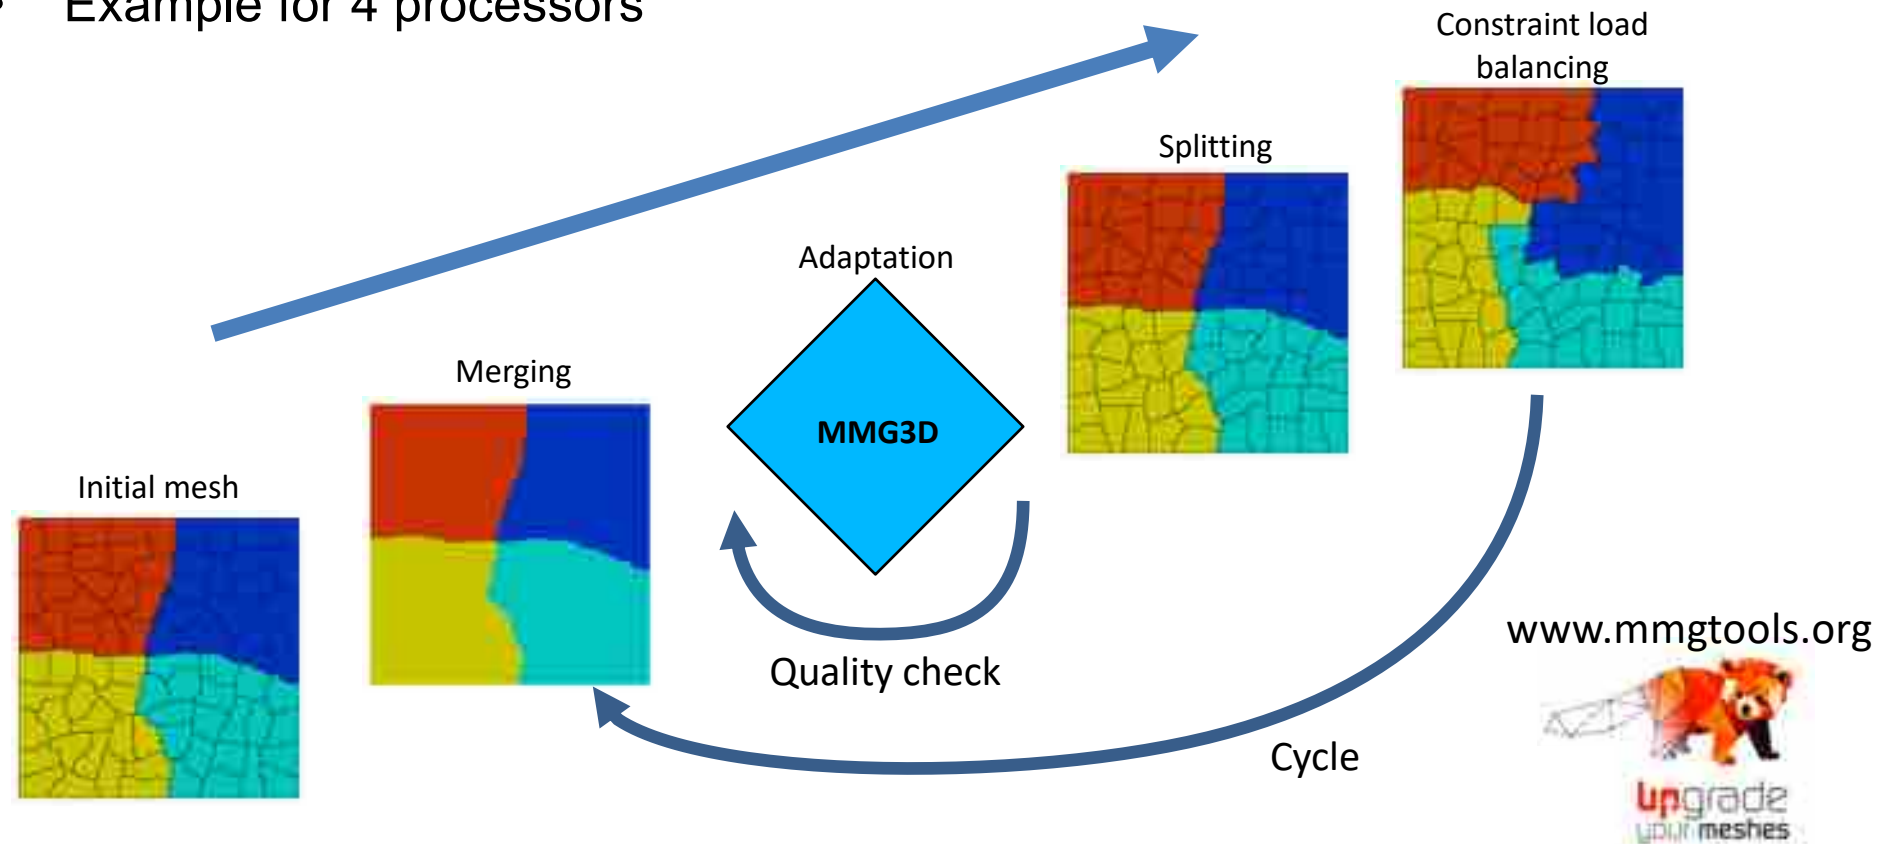 • Example for 4 processors
Constraint load
balancing
Splitting
Adaptation
MMG3D
Merging
Initial mesh
Quality check
Cycle
www.mmgtools.org
upgrade
your meshes